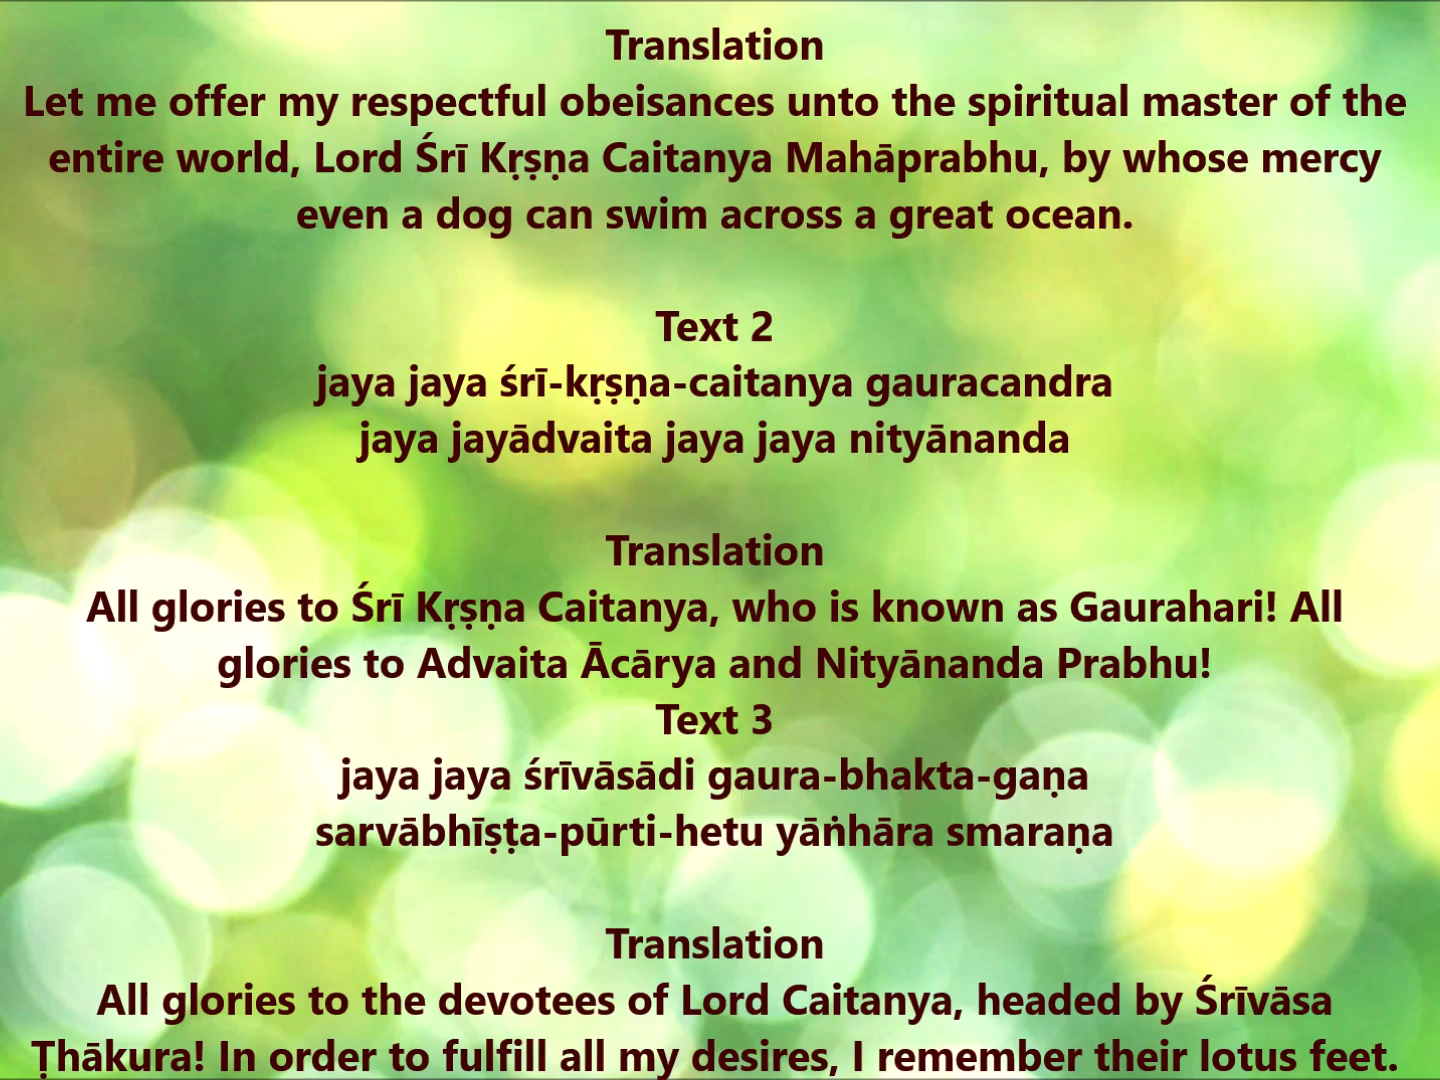 Translation
Let me offer my respectful obeisances unto the spiritual master of the
entire world, Lord Śrī Kṛṣṇa Caitanya Mahāprabhu, by whose mercy
even a dog can swim across a great ocean.
Text 2
jaya jaya śrī-kṛṣṇa-caitanya gauracandra
jaya jayādvaita jaya jaya nityānanda
Translation
All glories to Śrī Kṛṣṇa Caitanya, who is known as Gaurahari! All
glories to Advaita Ācārya and Nityānanda Prabhu!
Text 3
jaya jaya śrīvāsādi gaura-bhakta-gaṇa
sarvābhīṣṭa-pūrti-hetu yāṅhāra smaraṇa
Translation
All glories to the devotees of Lord Caitanya, headed by Śrīvāsa
Ṭhākura! In order to fulfill all my desires, I remember their lotus feet.